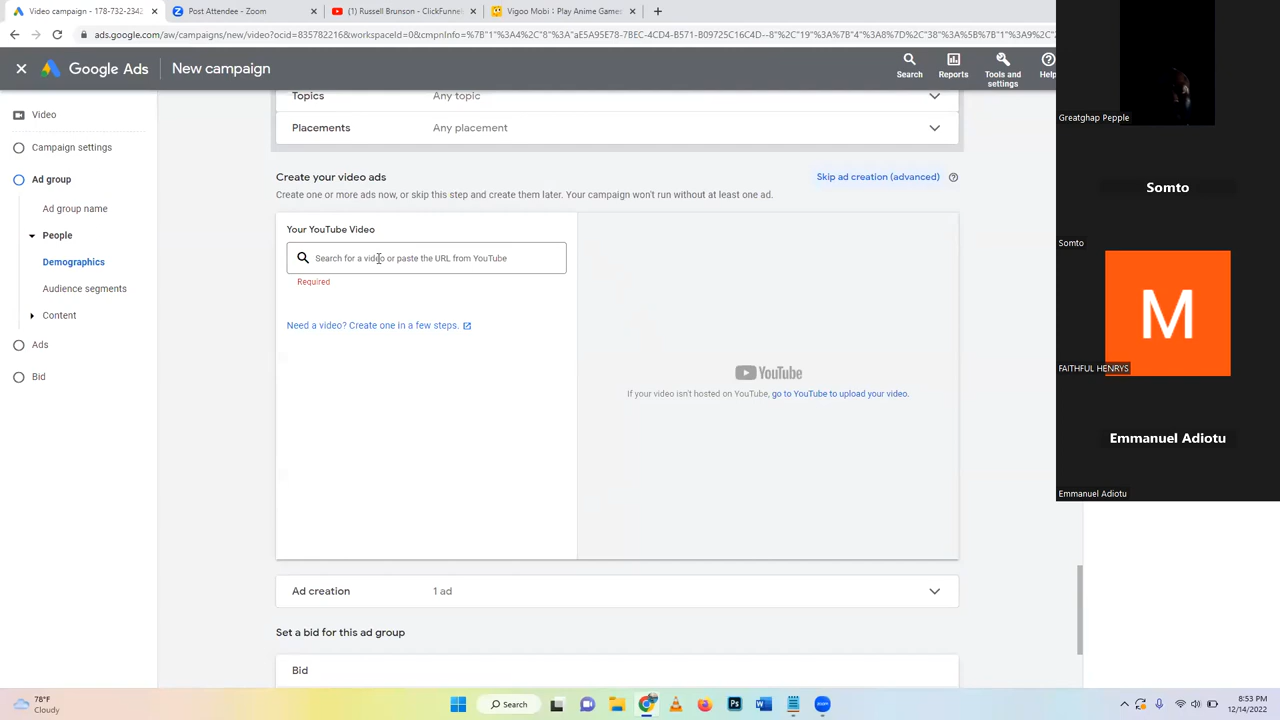 Video campaign - 178-732-2342
Post Attendee - Zoom
(1) Russell Brunson - ClickFunnel
Vigoo Mobi : Play Anime Games
ads.google.com/aw/campaigns/new/video?ocid=835782216&workspaceId=0&cmpnInfo=%7B"1"%3A4C"8"%3A"aE5A95E78-7BEC-4CD4-B571-B09725C16C4D--8"%2C"19"%3A%7B"4"%3A8%7D%2C"38"%3A%5B%7B"1"%3A9%2C"
Google Ads
New campaign
Search
Reports
Tools and settings
Help
Video
Campaign settings
Ad group
Ad group name
People
Demographics
Audience segments
Content
Ads
Bid
Topics Any topic
Placements Any placement
Create your video ads
Skip ad creation (advanced)
Create one or more ads now, or skip this step and create them later. Your campaign won't run without at least one ad.
Your YouTube Video
Search for a video or paste the URL from YouTube
Required
Need a video? Create one in a few steps.
YouTube
If your video isn't hosted on YouTube, go to YouTube to upload your video.
Ad creation 1 ad
Set a bid for this ad group
Bid
Greatghap Pepple
Somto
Somto
M
FAITHFUL HENRYS
Emmanuel Adiotu
Emmanuel Adiotu
78°F
Cloudy
Search
8:53 PM
12/14/2022